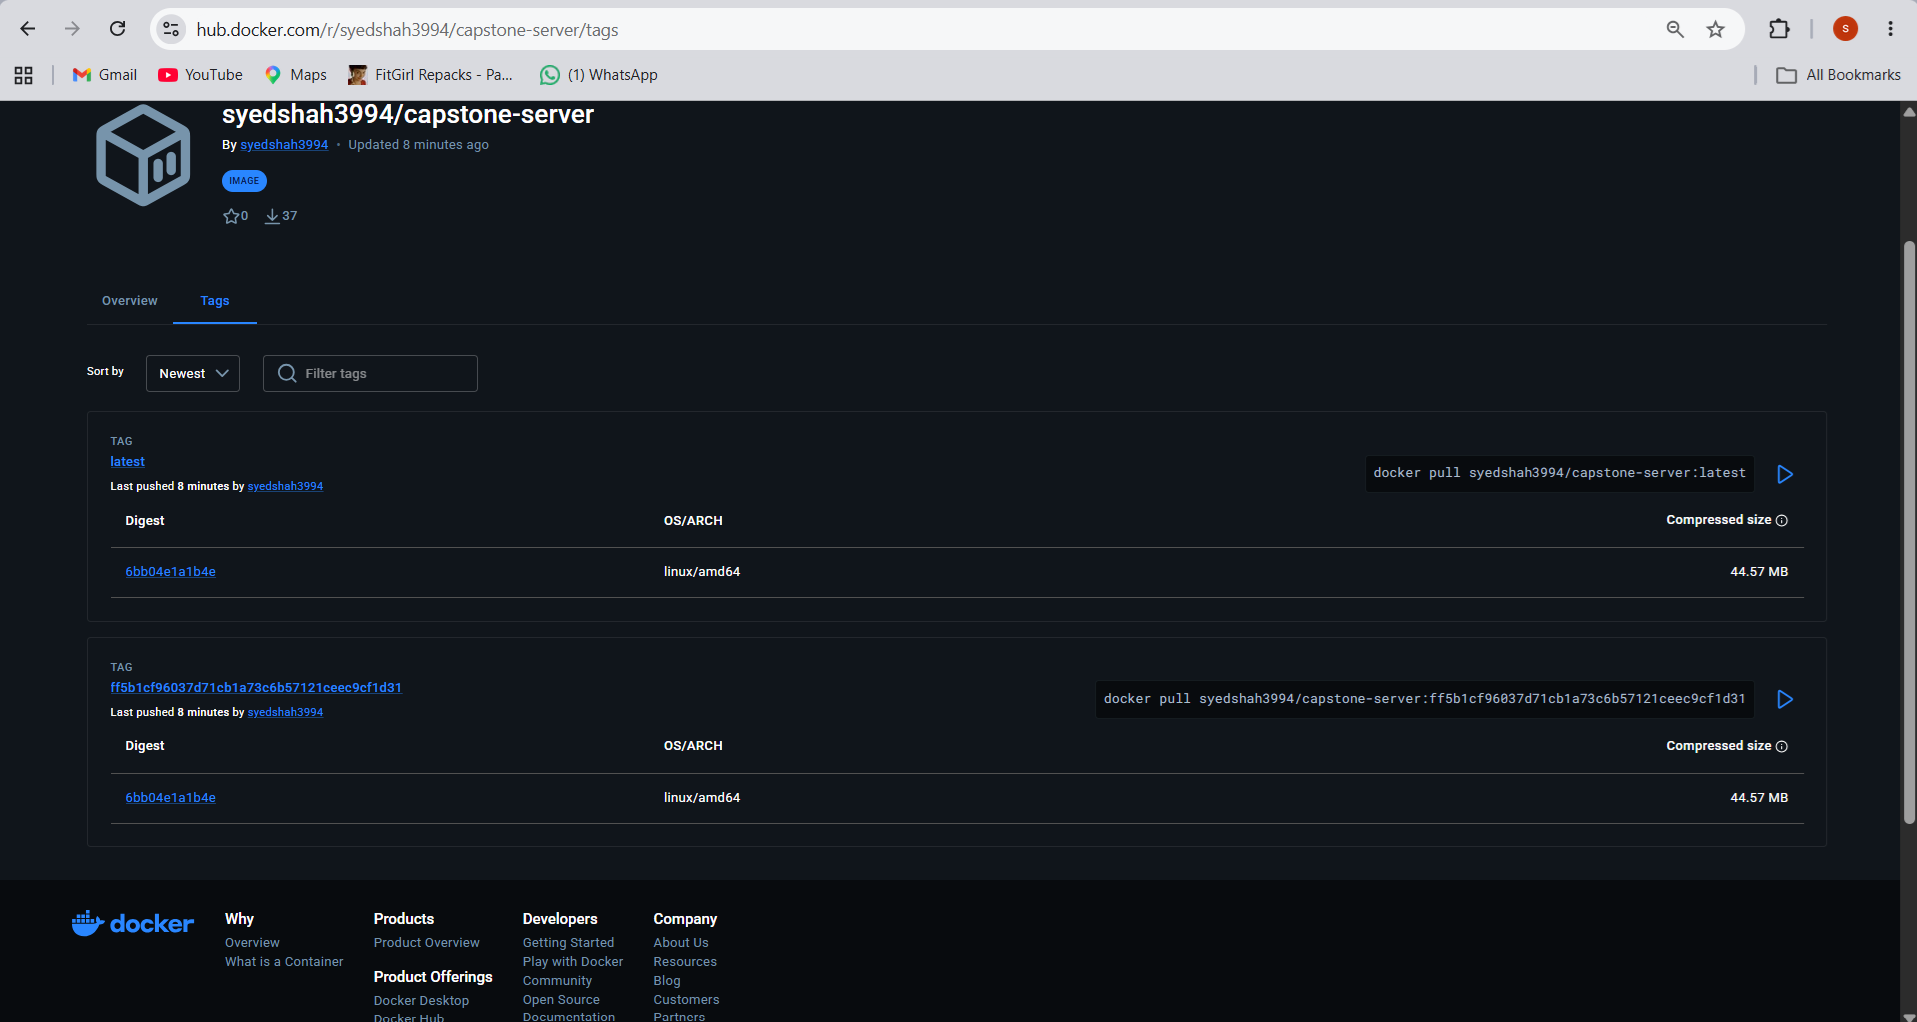 hub.docker.com/r/syedshah3994/capstone-server/tags
S
Gmail
YouTube
Maps
FitGirl Repacks - Pa...
(1) WhatsApp
All Bookmarks
syedshah3994/capstone-server
By syedshah3994 • Updated 8 minutes ago
IMAGE
0 37
Overview Tags
Sort by Newest Filter tags
TAG
latest
Last pushed 8 minutes by syedshah3994
docker pull syedshah3994/capstone-server:latest
Digest OS/ARCH Compressed size
6bb04e1a1b4e linux/amd64 44.57 MB
TAG
ff5b1cf96037d71cb1a73c6b57121ceec9cf1d31
Last pushed 8 minutes by syedshah3994
docker pull syedshah3994/capstone-server:ff5b1cf96037d71cb1a73c6b57121ceec9cf1d31
Digest OS/ARCH Compressed size
6bb04e1a1b4e linux/amd64 44.57 MB
docker
Why
Overview
What is a Container
Products
Product Overview
Product Offerings
Docker Desktop
Docker Hub
Developers
Getting Started
Play with Docker
Community
Open Source
Documentation
Company
About Us
Resources
Blog
Customers
Partners